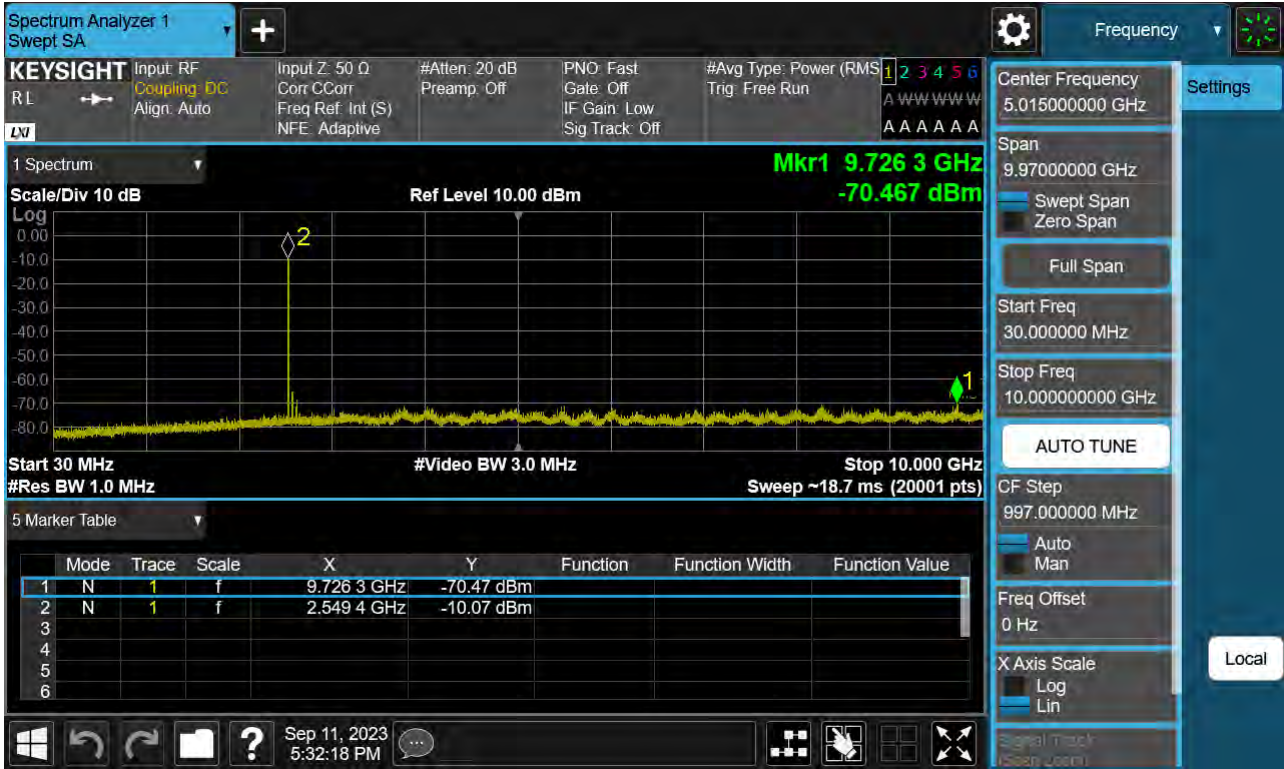 Spectrum Analyzer 1
Swept SA
+
Frequency
KEYSIGHT
RL
LXI
Input: RF
Coupling: DC
Align: Auto
Input Z: 50 Ω
Corr CCorr
Freq Ref: Int (S)
NFE: Adaptive
#Atten: 20 dB
Preamp: Off
PNO: Fast
Gate: Off
IF Gain: Low
Sig Track: Off
#Avg Type: Power (RMS
Trig: Free Run
1 2 3 4 5 6
A W W W W W
A A A A A A
1 Spectrum
Mkr1 9.726 3 GHz
-70.467 dBm
Scale/Div 10 dB
Ref Level 10.00 dBm
Log
0.00
-10.0
-20.0
-30.0
-40.0
-50.0
-60.0
-70.0
-80.0
2
1
Start 30 MHz
#Video BW 3.0 MHz
Stop 10.000 GHz
#Res BW 1.0 MHz
Sweep ~18.7 ms (20001 pts)
5 Marker Table
Mode Trace Scale X Y Function Function Width Function Value
1 N 1 f 9.726 3 GHz -70.47 dBm
2 N 1 f 2.549 4 GHz -10.07 dBm
3
4
5
6
Sep 11, 2023
5:32:18 PM
Center Frequency
5.015000000 GHz
Span
9.97000000 GHz
Swept Span
Zero Span
Full Span
Start Freq
30.000000 MHz
Stop Freq
10.000000000 GHz
AUTO TUNE
CF Step
997.000000 MHz
Auto
Man
Freq Offset
0 Hz
X Axis Scale
Log
Lin
Signal Track
(Span Zoom)
Settings
Local